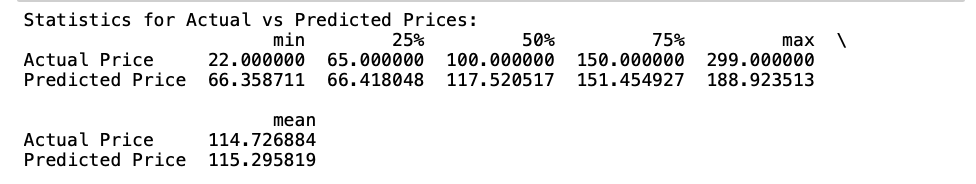 Statistics for Actual vs Predicted Prices:
min 25% 50% 75% max \
Actual Price 22.000000 65.000000 100.000000 150.000000 299.000000
Predicted Price 66.358711 66.418048 117.520517 151.454927 188.923513
mean
Actual Price 114.726884
Predicted Price 115.295819